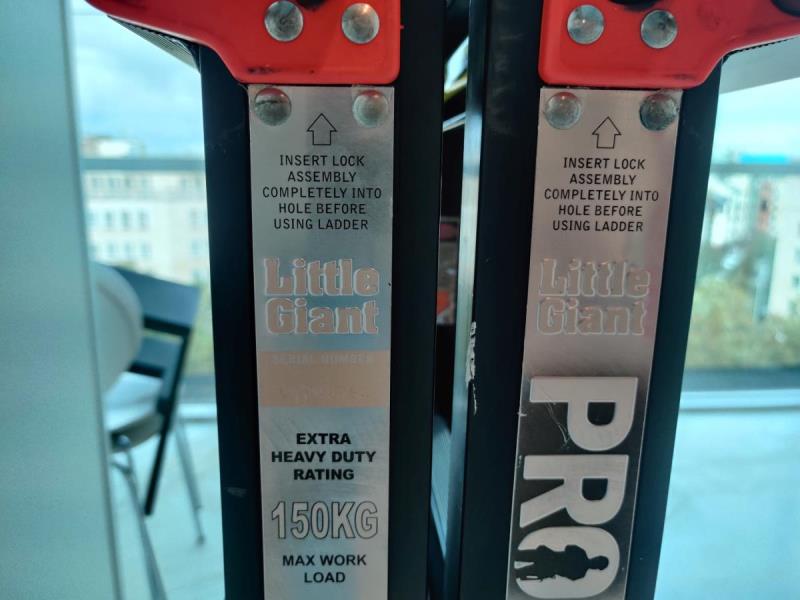 INSERT LOCK
ASSEMBLY
COMPLETELY INTO
HOLE BEFORE
USING LADDER
Little
Giant
SERIAL NUMBER
EXTRA
HEAVY DUTY
RATING
150KG
MAX WORK
LOAD
INSERT LOCK
ASSEMBLY
COMPLETELY INTO
HOLE BEFORE
USING LADDER
Little
Giant
PRO